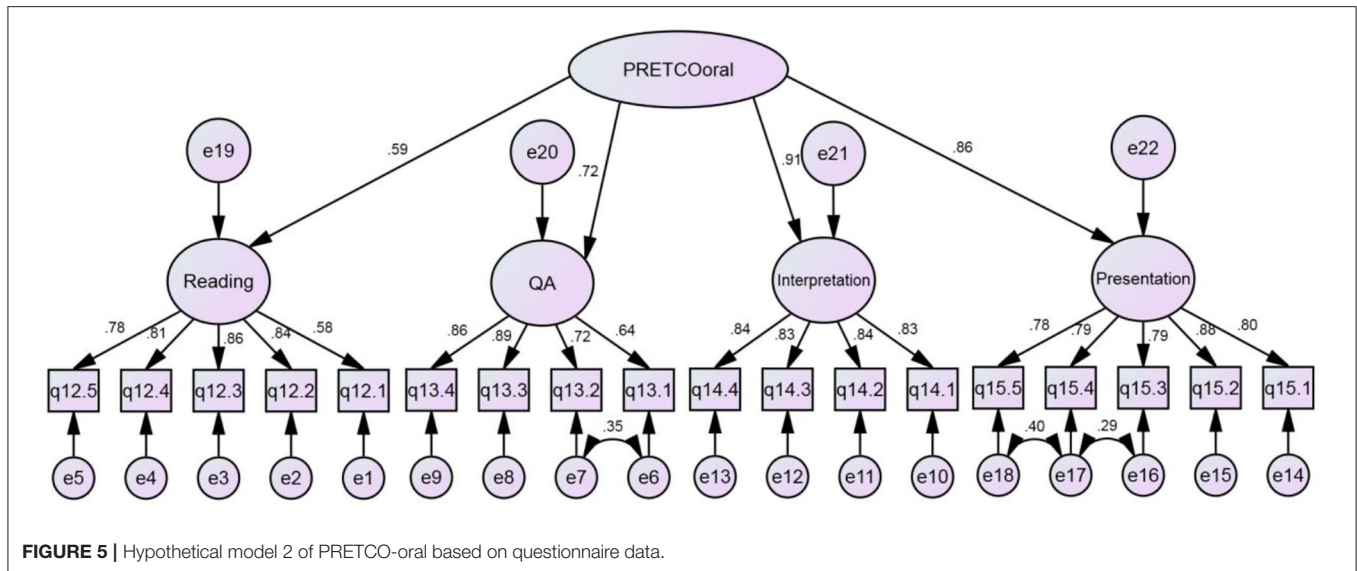 PRETCOoral
e19
e20
e21
e22
.59
.72
.91
.86
Reading
QA
Interpretation
Presentation
.78
.81
.86
.84
.58
.86
.89
.72
.64
.84
.83
.84
.83
.78
.79
.79
.88
.80
q12.5
q12.4
q12.3
q12.2
q12.1
q13.4
q13.3
q13.2
q13.1
q14.4
q14.3
q14.2
q14.1
q15.5
q15.4
q15.3
q15.2
q15.1
.35
.40
.29
e5
e4
e3
e2
e1
e9
e8
e7
e6
e13
e12
e11
e10
e18
e17
e16
e15
e14
FIGURE 5 | Hypothetical model 2 of PRETCO-oral based on questionnaire data.